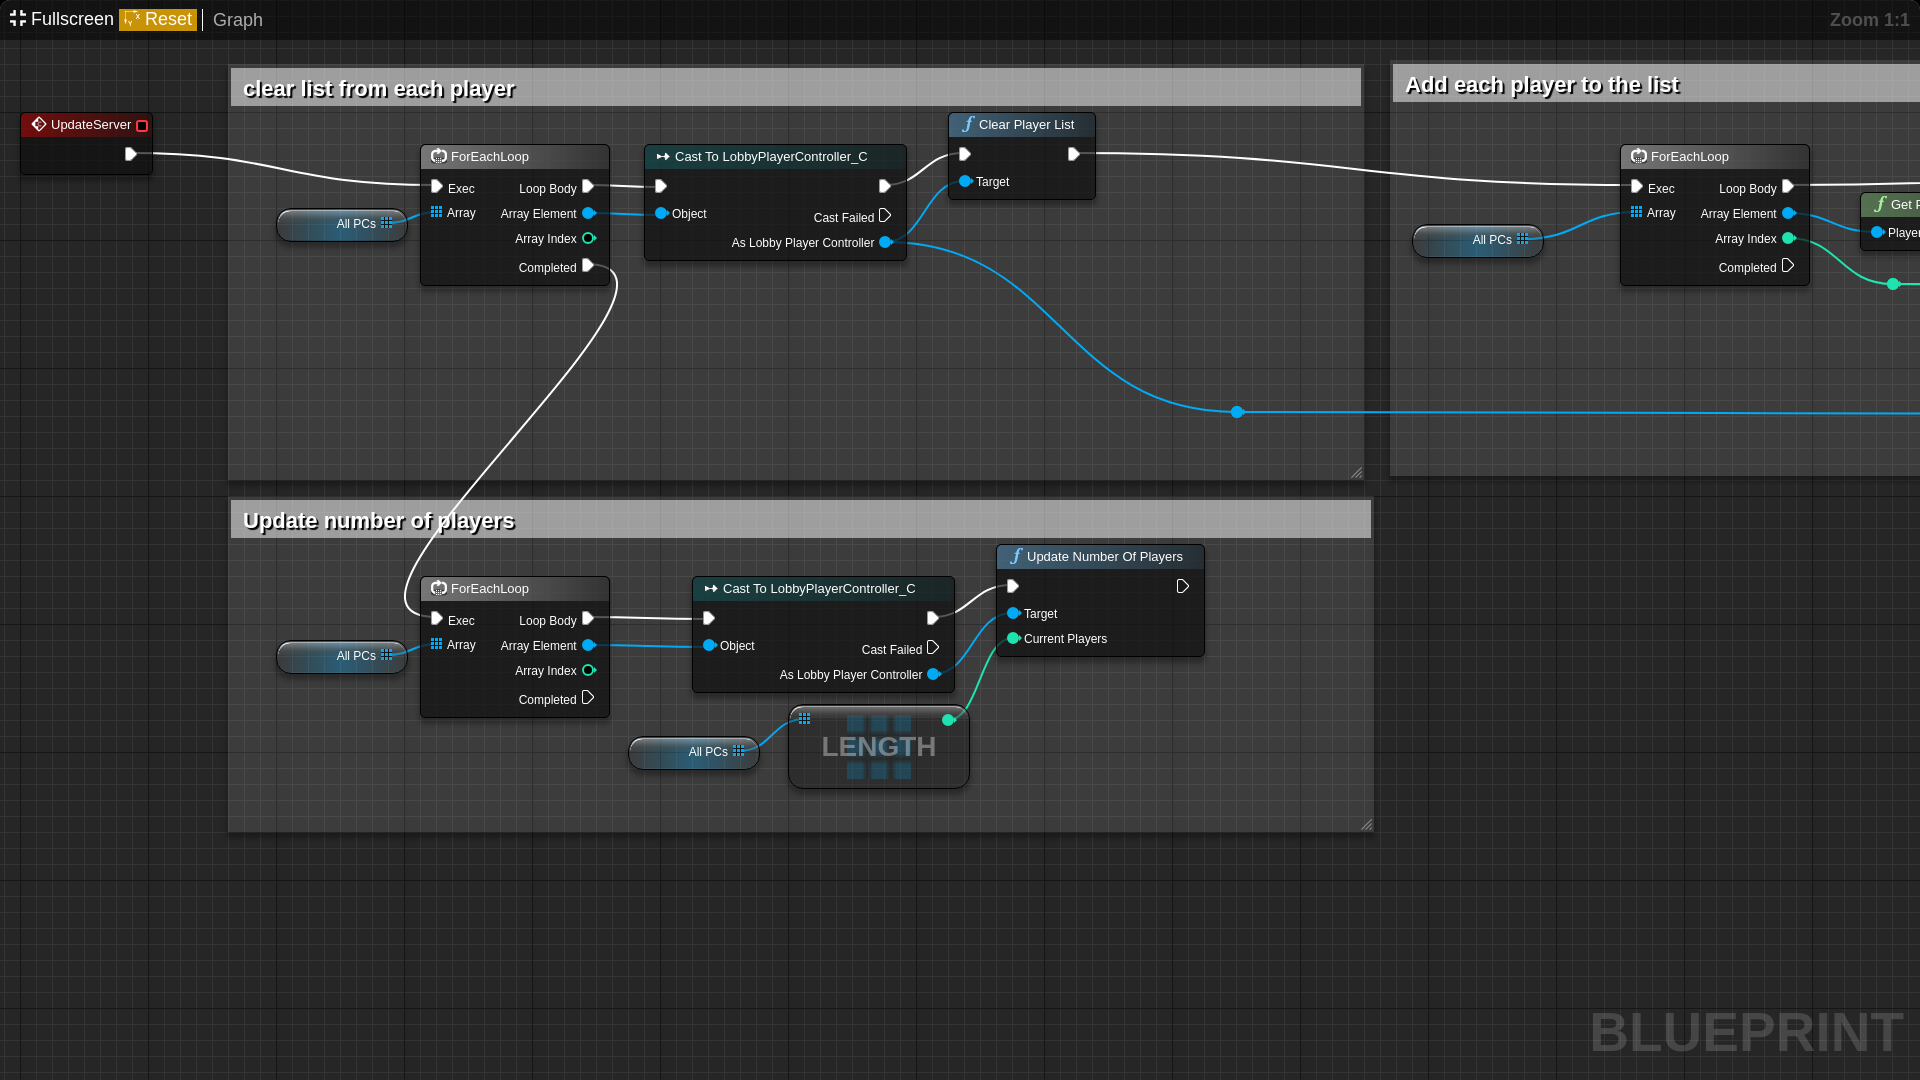 Fullscreen Reset Graph Zoom 1:1
clear list from each player
Add each player to the list
UpdateServer
ForEachLoop
Exec Loop Body
Array Array Element
Array Index
Completed
All PCs
Cast To LobbyPlayerController_C
Object
Cast Failed
As Lobby Player Controller
Clear Player List
Target
ForEachLoop
Exec Loop Body
Array Array Element
Array Index
Completed
All PCs
Get
Player
Update number of players
ForEachLoop
Exec Loop Body
Array Array Element
Array Index
Completed
All PCs
Cast To LobbyPlayerController_C
Object
Cast Failed
As Lobby Player Controller
Update Number Of Players
Target
Current Players
All PCs
LENGTH
BLUEPRINT